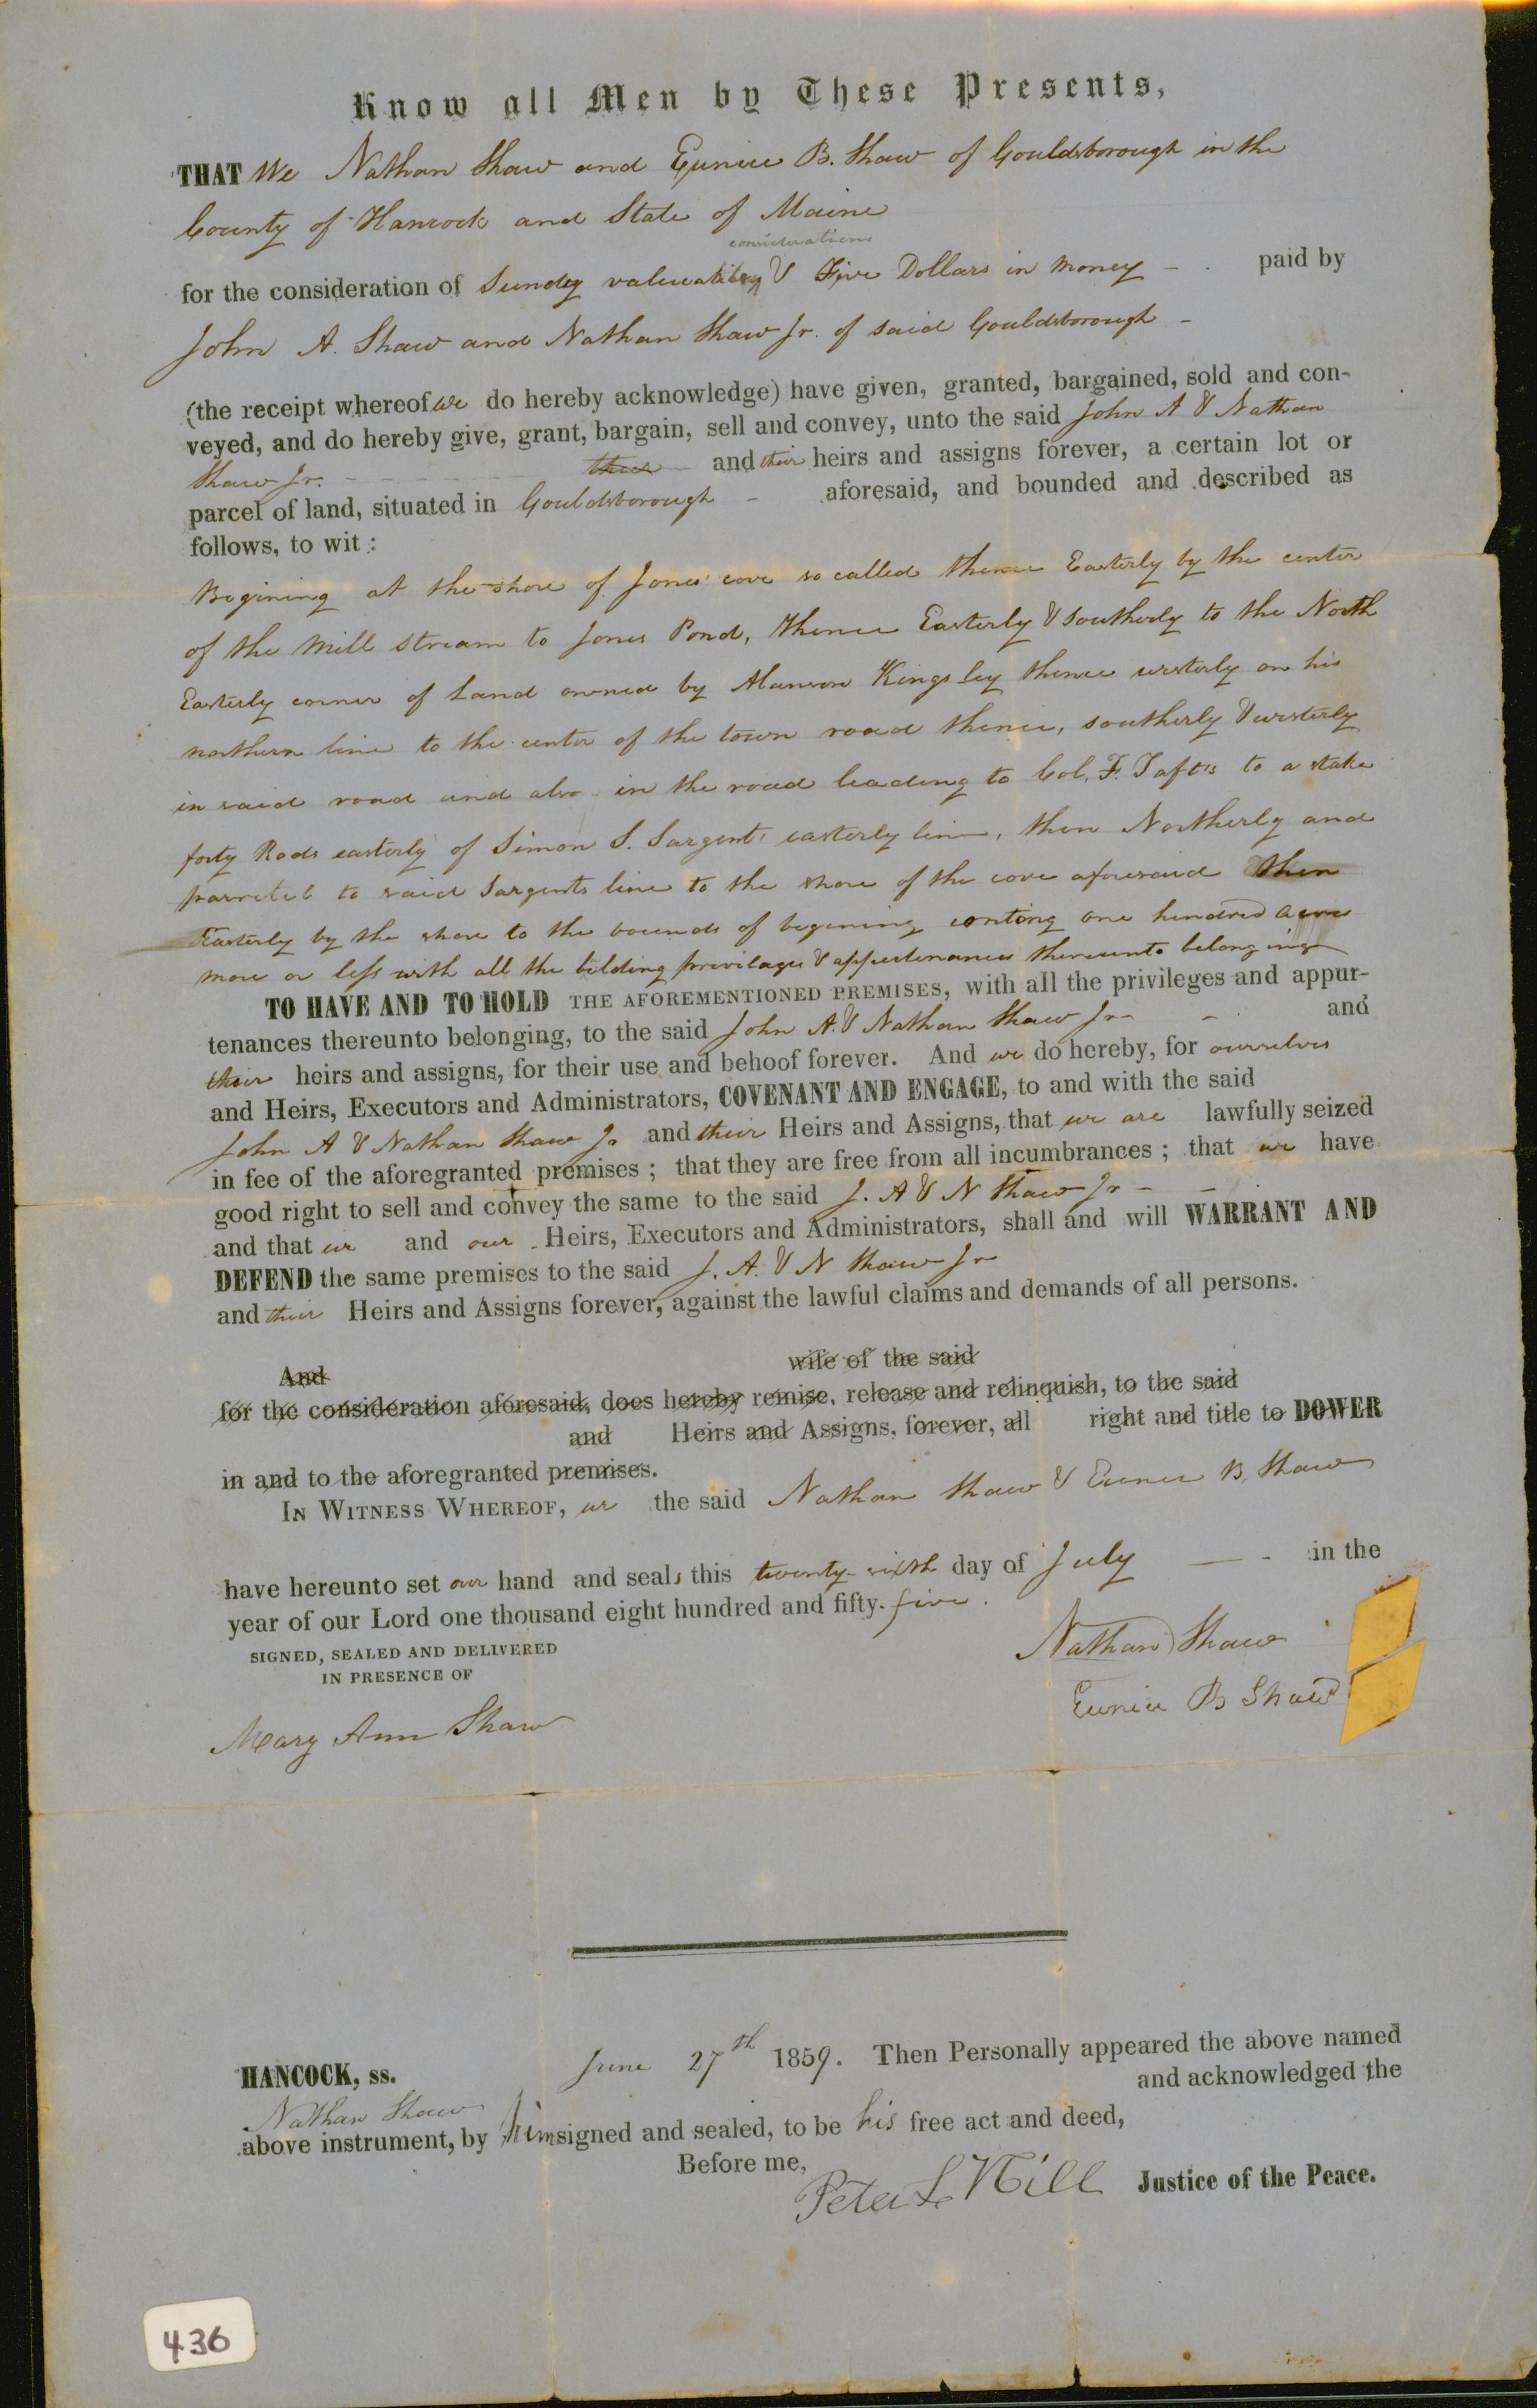 Know all Men by These Presents,
THAT We Nathan Shaw and Eunice B. Shaw of Gouldsborough in the
County of Hancock and State of Maine
considerations
for the consideration of Sundry valuable & Five Dollars in money - - paid by
John A. Shaw and Nathan Shaw Jr. of said Gouldsborough -
(the receipt whereof we do hereby acknowledge) have given, granted, bargained, sold and con-
veyed, and do hereby give, grant, bargain, sell and convey, unto the said John A & Nathan
Shaw Jr. - - - - their and their heirs and assigns forever, a certain lot or
parcel of land, situated in Gouldsborough - aforesaid, and bounded and described as
follows, to wit:
Begining at the shore of Jones' cove so called thence Easterly by the center
of the Mill stream to Jones Pond, thence Easterly & southerly to the North
Easterly corner of Land owned by Alanson Kingsley thence westerly on his
northern line to the center of the town road thence, southerly & westerly
in said road and also in the road leading to Col. F. Taft's to a stake
forty Rods easterly of Simon S. Sargents easterly line, then Northerly and
parrelel to said Sargents line to the shore of the cove aforesaid then
Easterly by the shore to the bounds of begining conting one hundred acres
more or less with all the bilding privilages & appertenances thereunto belonging
TO HAVE AND TO HOLD THE AFOREMENTIONED PREMISES, with all the privileges and appur-
tenances thereunto belonging, to the said John A. & Nathan Shaw Jr - - and
their heirs and assigns, for their use and behoof forever. And we do hereby, for ourselves
and Heirs, Executors and Administrators, COVENANT AND ENGAGE, to and with the said
John A & Nathan Shaw Jr and their Heirs and Assigns, that we are lawfully seized
in fee of the aforegranted premises; that they are free from all incumbrances; that we have
good right to sell and convey the same to the said J. A & N Shaw Jr - -
and that we and our Heirs, Executors and Administrators, shall and will WARRANT AND
DEFEND the same premises to the said J. A. & N Shaw Jr
and their Heirs and Assigns forever, against the lawful claims and demands of all persons.
And wife of the said
for the consideration aforesaid, does hereby remise, release and relinquish, to the said
and Heirs and Assigns, forever, all right and title to DOWER
in and to the aforegranted premises.
IN WITNESS WHEREOF, we the said Nathan Shaw & Eunice B. Shaw
have hereunto set our hand and seals this twenty-sixth day of July - - in the
year of our Lord one thousand eight hundred and fifty-five.
SIGNED, SEALED AND DELIVERED
IN PRESENCE OF
Nathan Shaw
Eunice B Shaw
Mary Ann Shaw
HANCOCK, ss. June 27th 1859. Then Personally appeared the above named
Nathan Shaw and acknowledged the
above instrument, by him signed and sealed, to be his free act and deed,
Before me,
Peter L Hill Justice of the Peace.
436